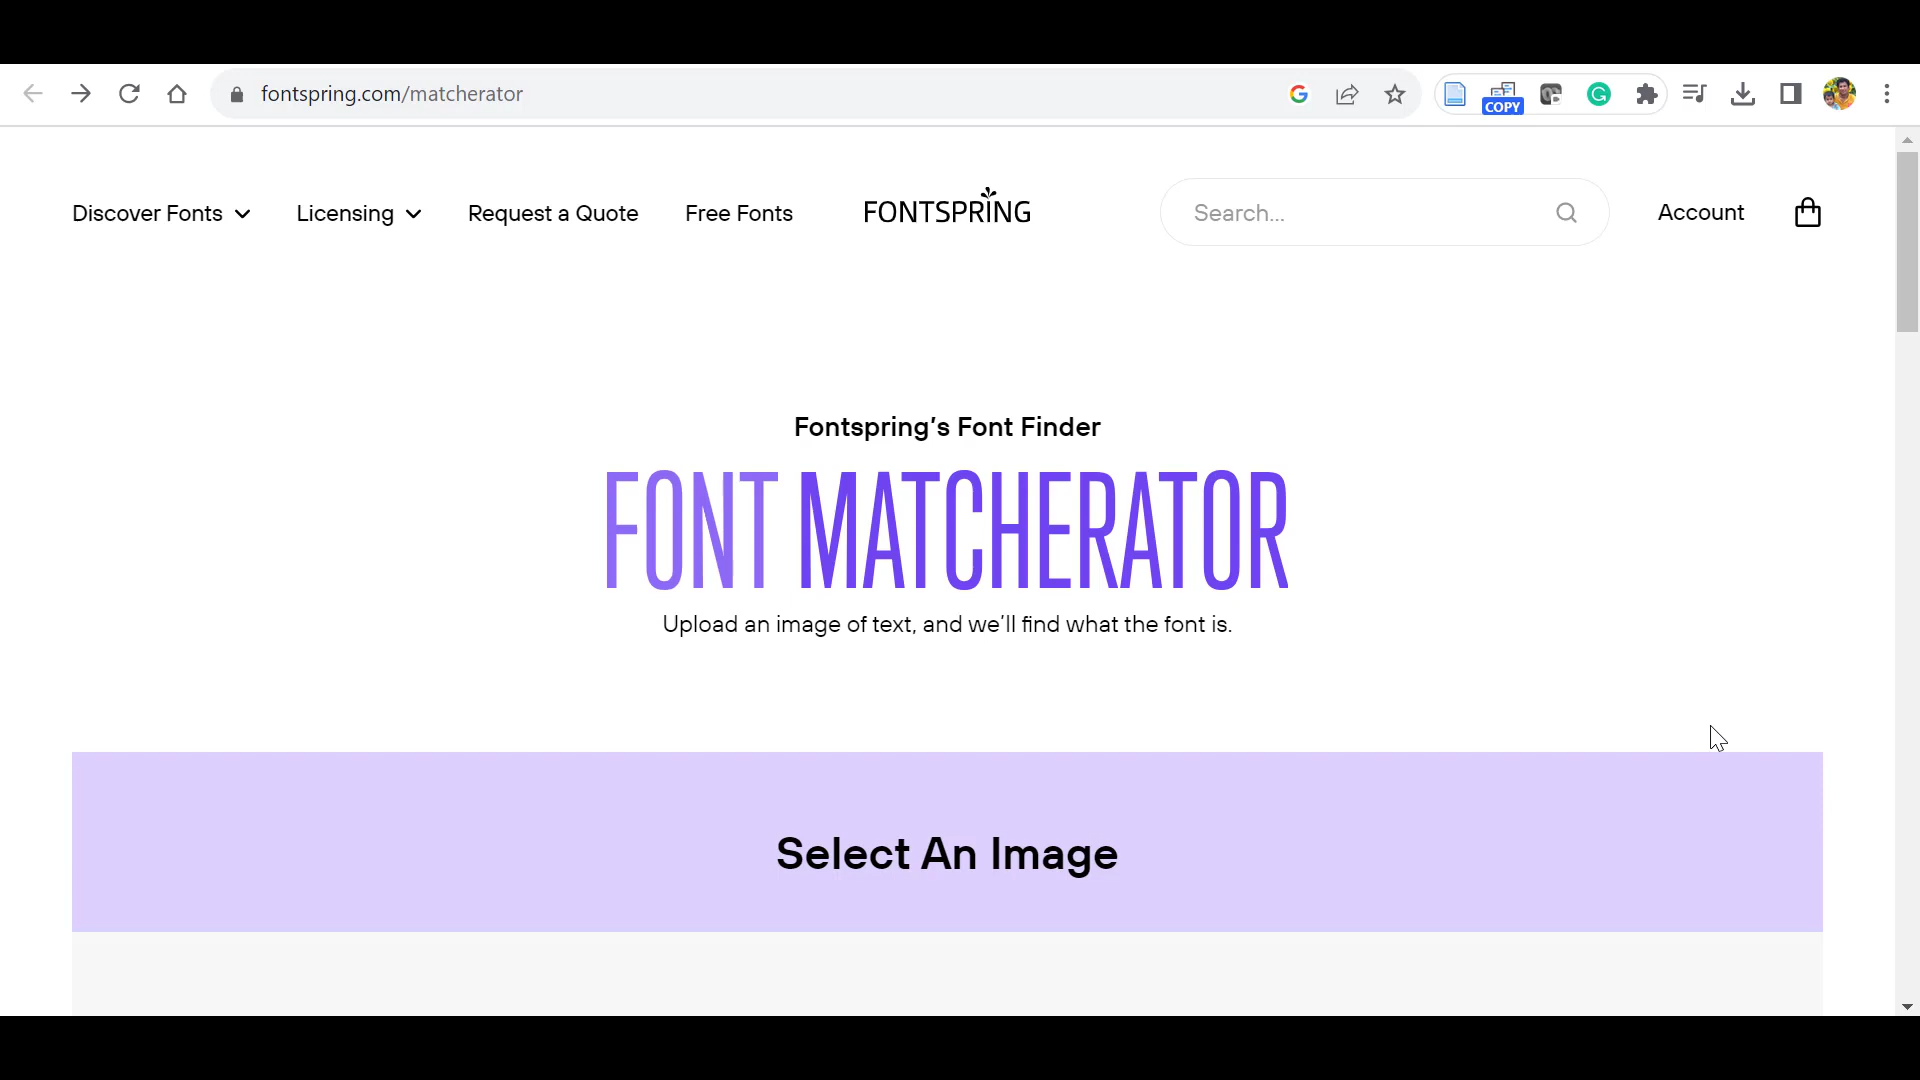 fontspring.com/matcherator
COPY
Discover Fonts
Licensing
Request a Quote
Free Fonts
FONTSPRING
Search...
Account
Fontspring’s Font Finder
FONT MATCHERATOR
Upload an image of text, and we’ll find what the font is.
Select An Image